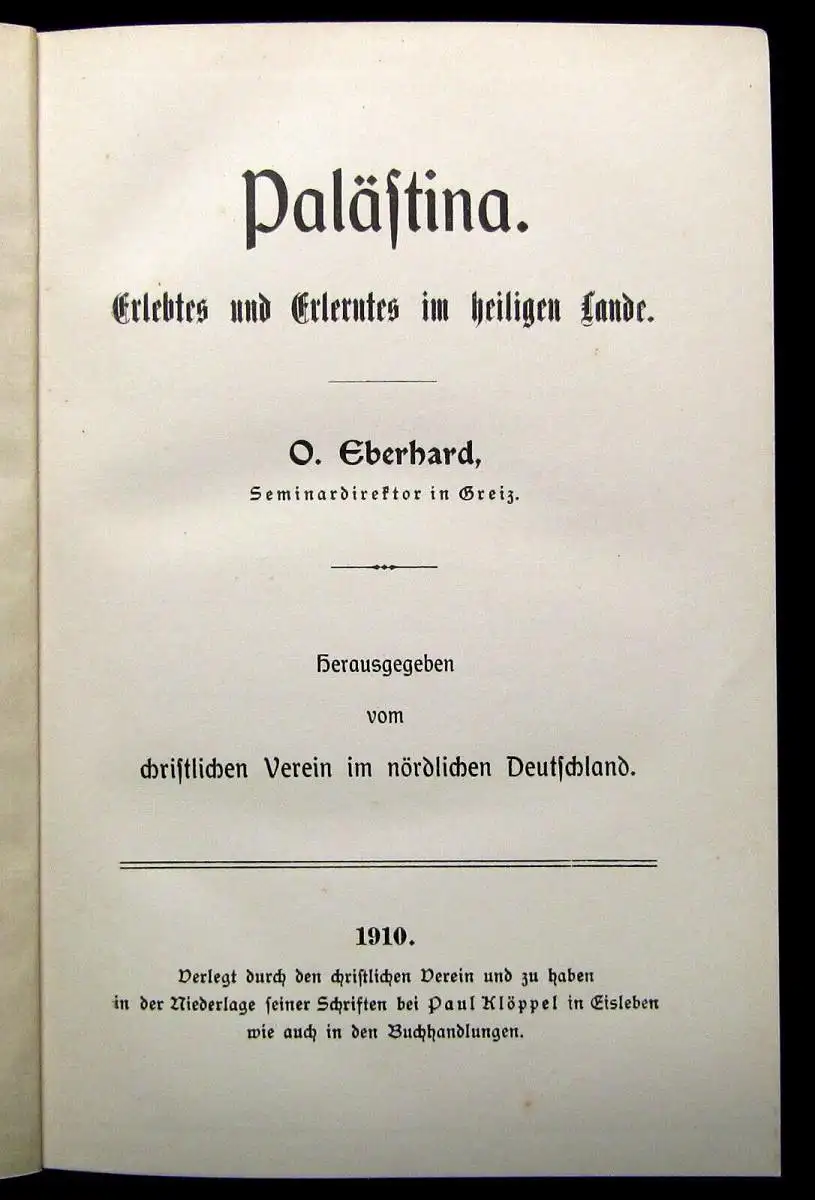 Paläſtina.
Erlebtes und Erlerntes im heiligen Lande.
O. Eberhard,
Seminardirektor in Greiz.
Herausgegeben
vom
chriſtlichen Verein im nördlichen Deutſchland.
1910.
Verlegt durch den chriſtlichen Verein und zu haben
in der Niederlage ſeiner Schriften bei Paul Klöppel in Eisleben
wie auch in den Buchhandlungen.